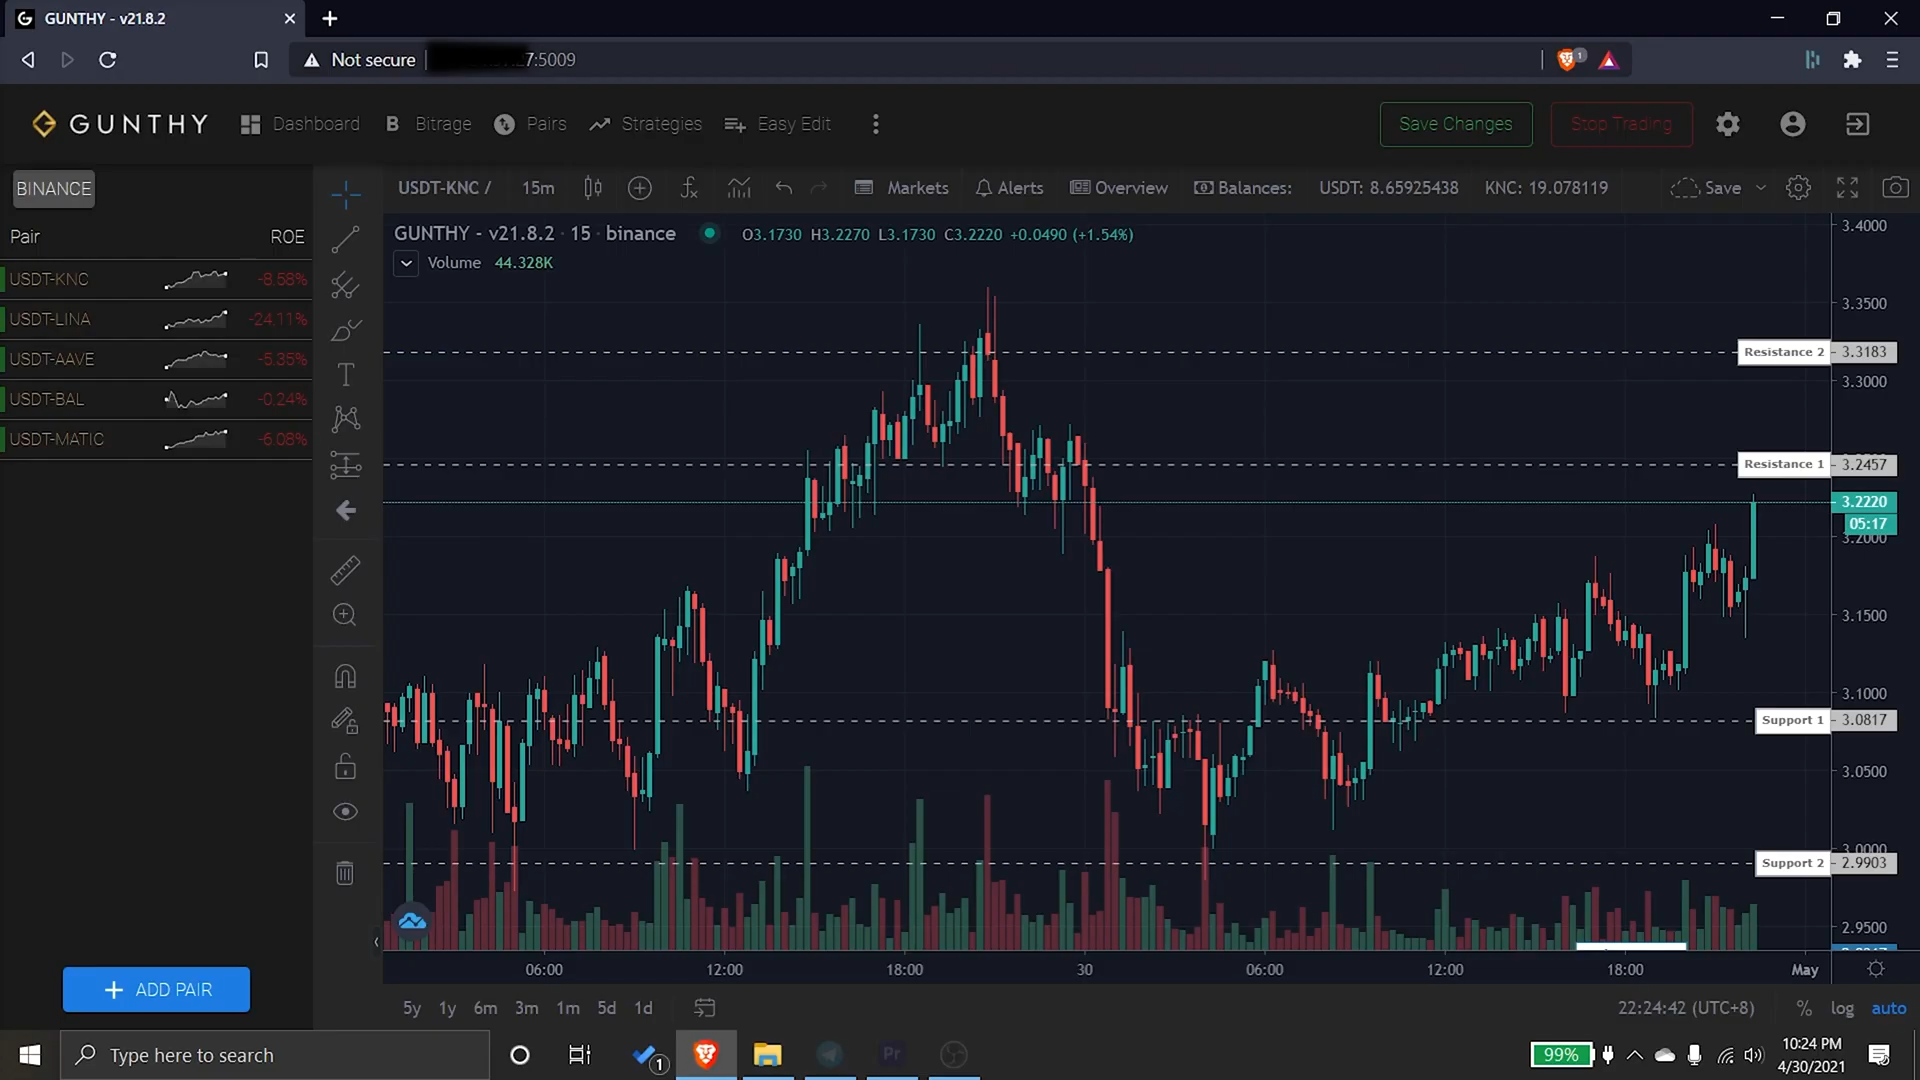 GUNTHY - v21.8.2
Not secure
7:5009
1
GUNTHY
Dashboard
Bitrage
Pairs
Strategies
Easy Edit
Save Changes
Stop Trading
BINANCE
Pair ROE
USDT-KNC -8.58%
USDT-LINA -24.11%
USDT-AAVE -5.35%
USDT-BAL -0.24%
USDT-MATIC -6.08%
ADD PAIR
USDT-KNC / 15m Markets Alerts Overview Balances: USDT: 8.65925438 KNC: 19.078119 Save
GUNTHY - v21.8.2 · 15 · binance O3.1730 H3.2270 L3.1730 C3.2220 +0.0490 (+1.54%)
Volume 44.328K
3.4000
3.3500
Resistance 2 3.3183
3.3000
Resistance 1 3.2457
3.2220
05:17
3.2000
3.1500
3.1000
Support 1 3.0817
3.0500
3.0000
Support 2 2.9903
2.9500
06:00 12:00 18:00 30 06:00 12:00 18:00 May
5y 1y 6m 3m 1m 5d 1d
22:24:42 (UTC+8) % log auto
Type here to search
1
Pr
99%
10:24 PM
4/30/2021